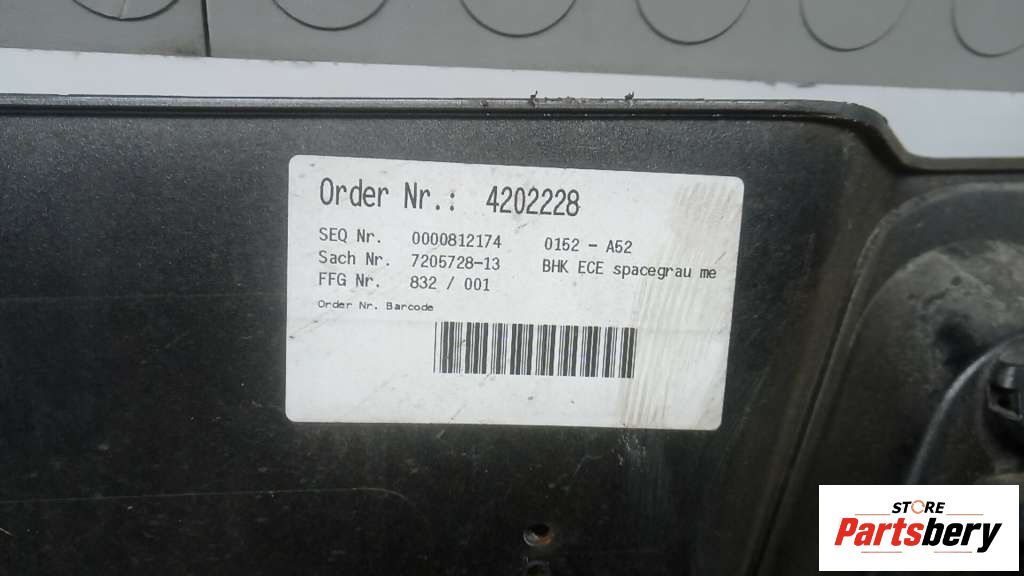 Order Nr.: 4202228
SEQ Nr. 0000812174 0152 - A52
Sach Nr. 7205728-13 BHK ECE spacegrau me
FFG Nr. 832 / 001
Order Nr. Barcode
STORE
Partsbery